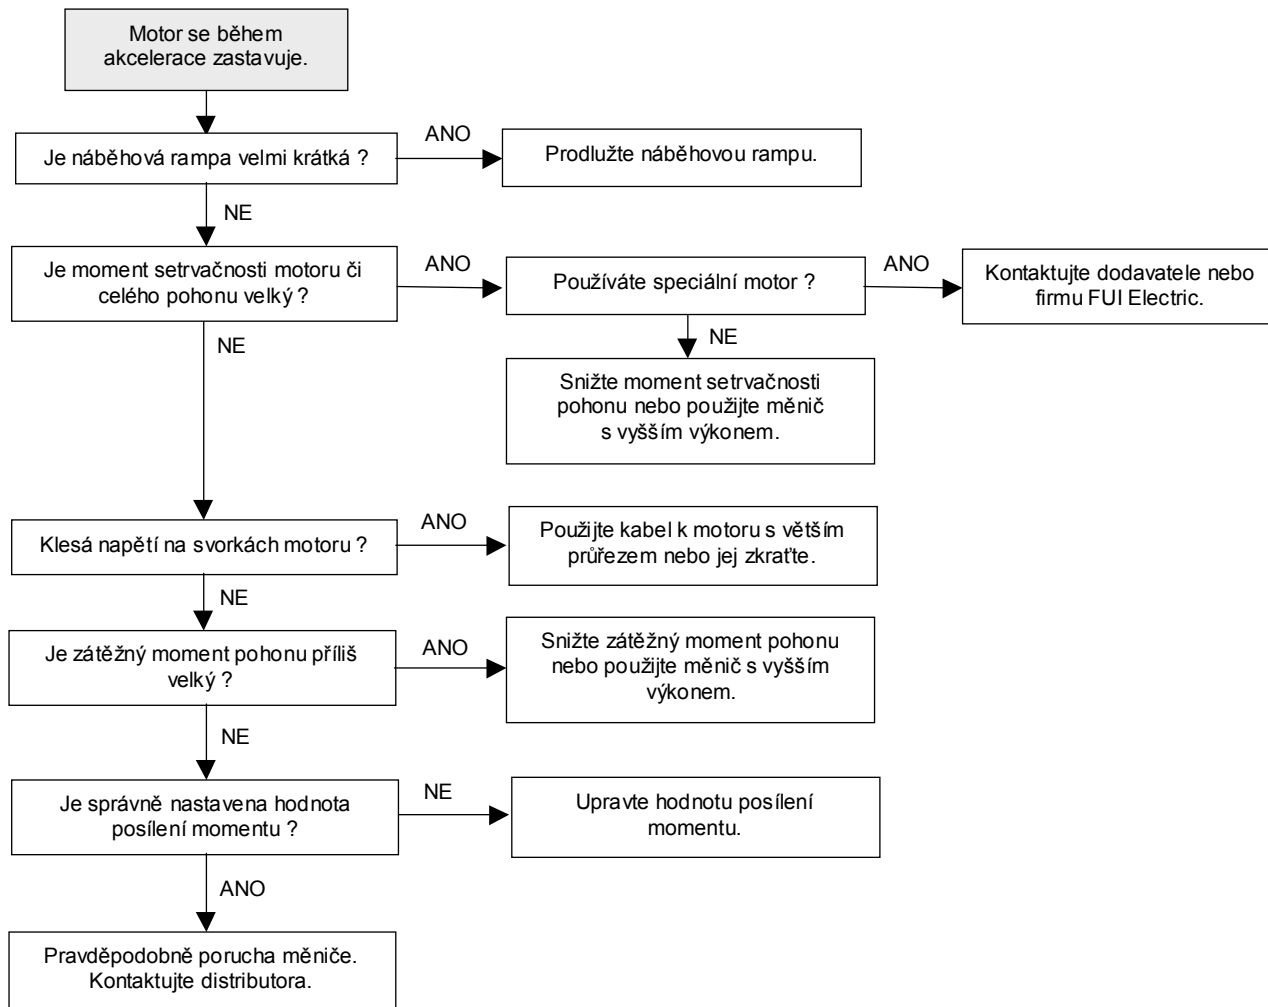 Motor se během
akcelerace zastavuje.
Je náběhová rampa velmi krátká ?
ANO
Prodlužte náběhovou rampu.
NE
Je moment setrvačnosti motoru či
celého pohonu velký ?
ANO
Používáte speciální motor ?
ANO
Kontaktujte dodavatele nebo
firmu FUI Electric.
NE
NE
Snižte moment setrvačnosti
pohonu nebo použijte měnič
s vyšším výkonem.
Klesá napětí na svorkách motoru ?
ANO
Použijte kabel k motoru s větším
průřezem nebo jej zkraťte.
NE
Je zátěžný moment pohonu příliš
velký ?
ANO
Snižte zátěžný moment pohonu
nebo použijte měnič s vyšším
výkonem.
NE
Je správně nastavena hodnota
posílení momentu ?
NE
Upravte hodnotu posílení
momentu.
ANO
Pravděpodobně porucha měniče.
Kontaktujte distributora.